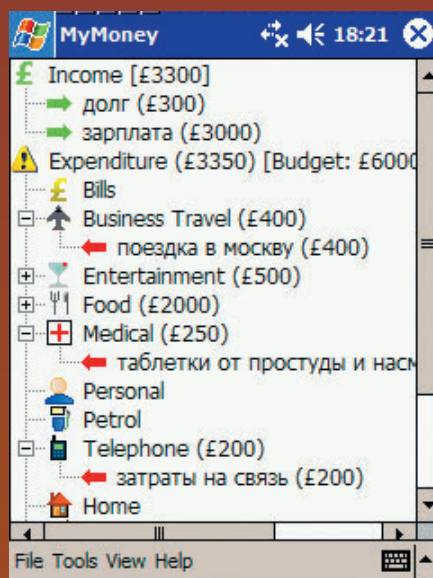 MyMoney 18:21
£ Income [£3300]
долг (£300)
зарплата (£3000)
Expenditure (£3350) [Budget: £6000
£ Bills
Business Travel (£400)
поездка в москву (£400)
Entertainment (£500)
Food (£2000)
Medical (£250)
таблетки от простуды и насм
Personal
Petrol
Telephone (£200)
затраты на связь (£200)
Home
File Tools View Help